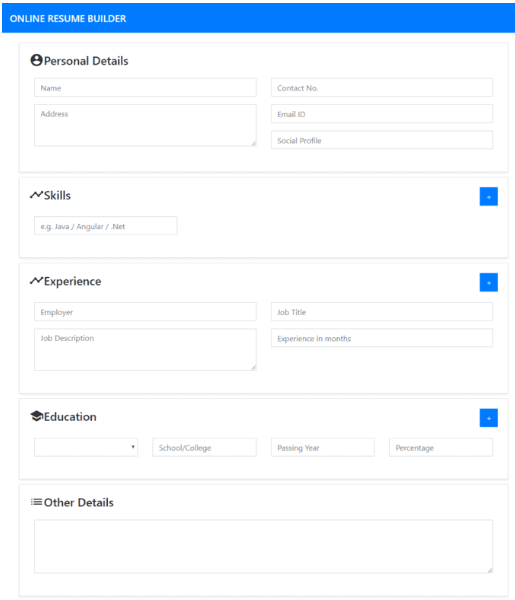 ONLINE RESUME BUILDER
Personal Details
Name
Contact No.
Address
Email ID
Social Profile
Skills
+
e.g. Java / Angular / .Net
Experience
+
Employer
Job Title
Job Description
Experience in months
Education
+
School/College
Passing Year
Percentage
Other Details